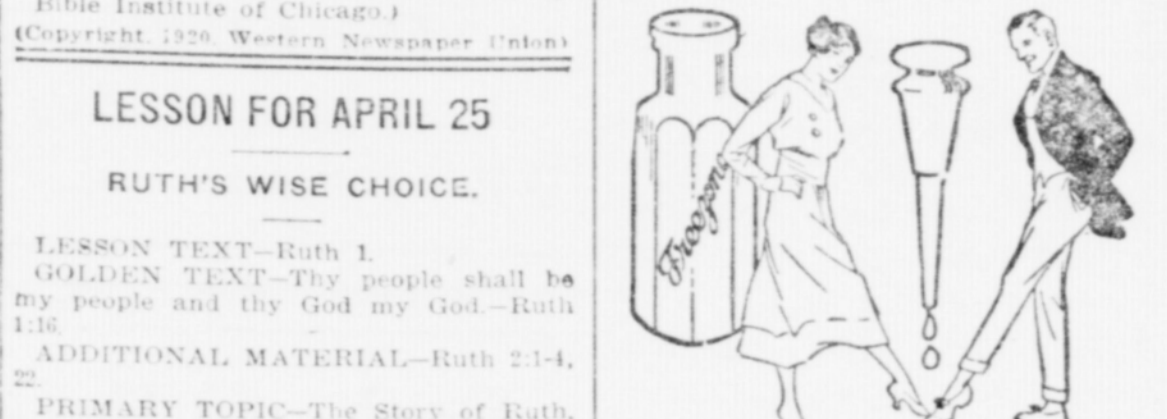 Bible Institute of Chicago.)
(Copyright, 1920, Western Newspaper Union)
LESSON FOR APRIL 25
RUTH'S WISE CHOICE.
LESSON TEXT—Ruth 1.
GOLDEN TEXT—Thy people shall be
my people and thy God my God.—Ruth
1:16.
ADDITIONAL MATERIAL—Ruth 2:1-4,
22.
PRIMARY TOPIC—The Story of Ruth.
Freezone